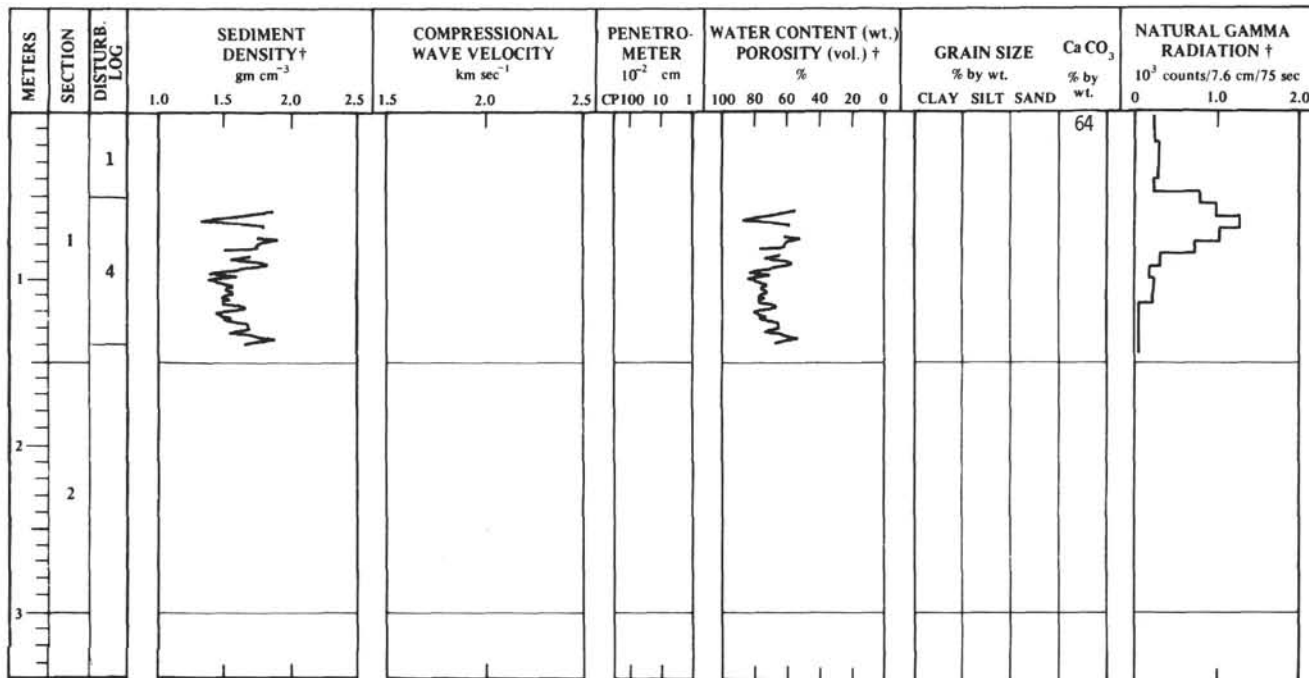 METERS
SECTION
DISTURB. LOG
SEDIMENT
DENSITY†
gm cm⁻³
1.0 1.5 2.0 2.5
COMPRESSIONAL
WAVE VELOCITY
km sec⁻¹
1.5 2.0 2.5
PENETRO-
METER
10⁻² cm
CP100 10 1
WATER CONTENT (wt.)
POROSITY (vol.) †
%
100 80 60 40 20 0
GRAIN SIZE
% by wt.
CLAY SILT SAND
CaCO₃
% by
wt.
NATURAL GAMMA
RADIATION †
10³ counts/7.6 cm/75 sec
0 1.0 2.0
64
1
1
4
1
2
2
3